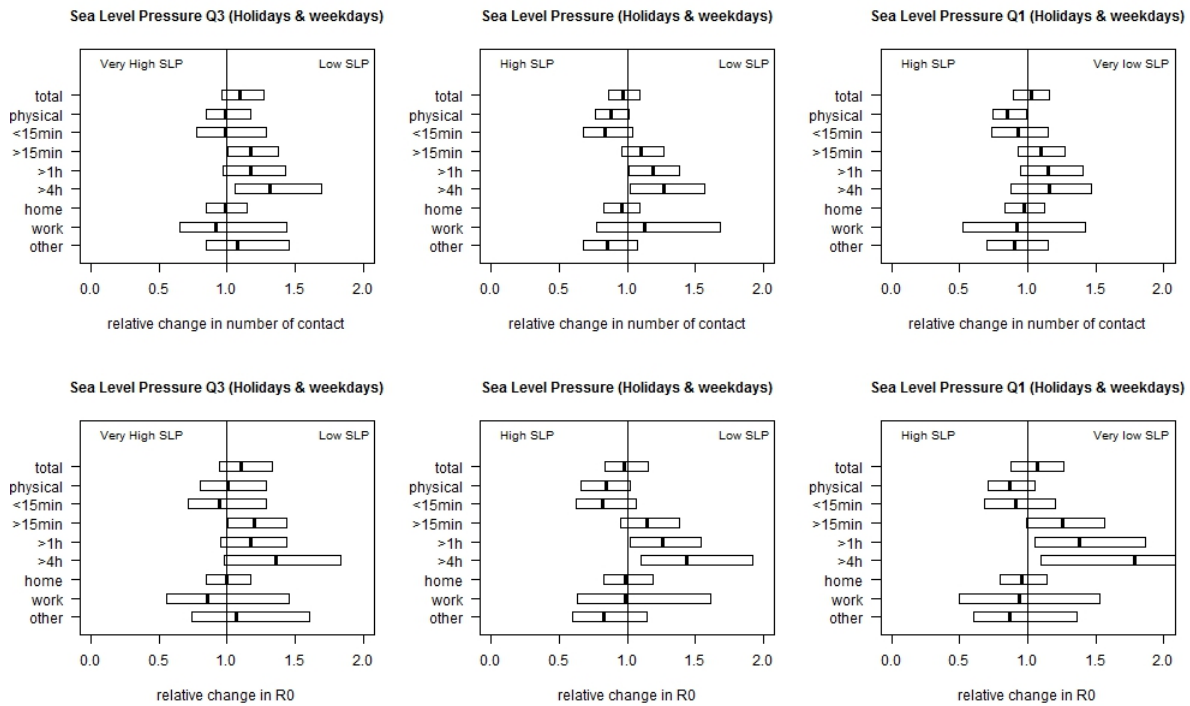 Sea Level Pressure Q3 (Holidays & weekdays)
Very High SLP
Low SLP
total
physical
<15min
>15min
>1h
>4h
home
work
other
0.0 0.5 1.0 1.5 2.0
relative change in number of contact
Sea Level Pressure (Holidays & weekdays)
High SLP
Low SLP
total
physical
<15min
>15min
>1h
>4h
home
work
other
0.0 0.5 1.0 1.5 2.0
relative change in number of contact
Sea Level Pressure Q1 (Holidays & weekdays)
High SLP
Very low SLP
total
physical
<15min
>15min
>1h
>4h
home
work
other
0.0 0.5 1.0 1.5 2.0
relative change in number of contact
Sea Level Pressure Q3 (Holidays & weekdays)
Very High SLP
Low SLP
total
physical
<15min
>15min
>1h
>4h
home
work
other
0.0 0.5 1.0 1.5 2.0
relative change in R0
Sea Level Pressure (Holidays & weekdays)
High SLP
Low SLP
total
physical
<15min
>15min
>1h
>4h
home
work
other
0.0 0.5 1.0 1.5 2.0
relative change in R0
Sea Level Pressure Q1 (Holidays & weekdays)
High SLP
Very low SLP
total
physical
<15min
>15min
>1h
>4h
home
work
other
0.0 0.5 1.0 1.5 2.0
relative change in R0